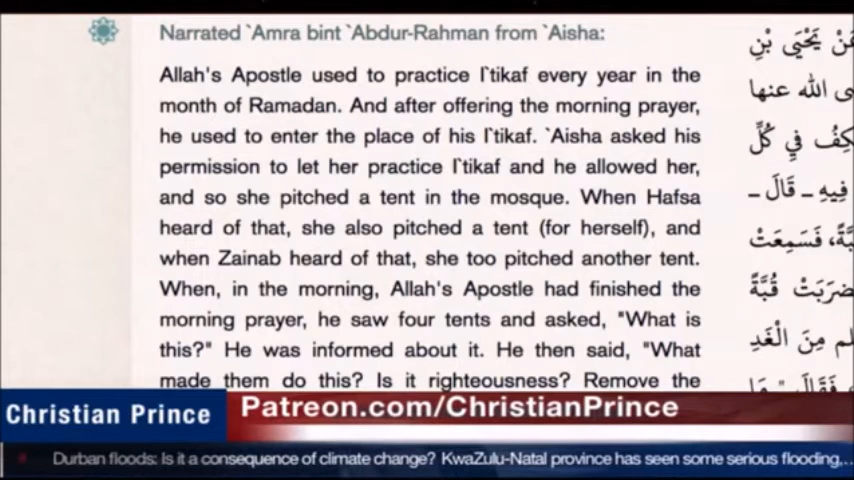 Narrated `Amra bint `Abdur-Rahman from `Aisha:
Allah's Apostle used to practice I`tikaf every year in the
month of Ramadan. And after offering the morning prayer,
he used to enter the place of his I`tikaf. `Aisha asked his
permission to let her practice I`tikaf and he allowed her,
and so she pitched a tent in the mosque. When Hafsa
heard of that, she also pitched a tent (for herself), and
when Zainab heard of that, she too pitched another tent.
When, in the morning, Allah's Apostle had finished the
morning prayer, he saw four tents and asked, "What is
this?" He was informed about it. He then said, "What
made them do this? Is it righteousness? Remove the
عَنْ يَحْيَى بْنِ
الله عنها
فِي كُلِّ
فِيهِ ـ قَالَ ـ
فَسَمِعَتْ
قُبَّةً
مِنَ الْغَدِ
فَقَالَ " مَا
Christian Prince
Patreon.com/ChristianPrince
Durban floods: Is it a consequence of climate change? KwaZulu-Natal province has seen some serious flooding,...